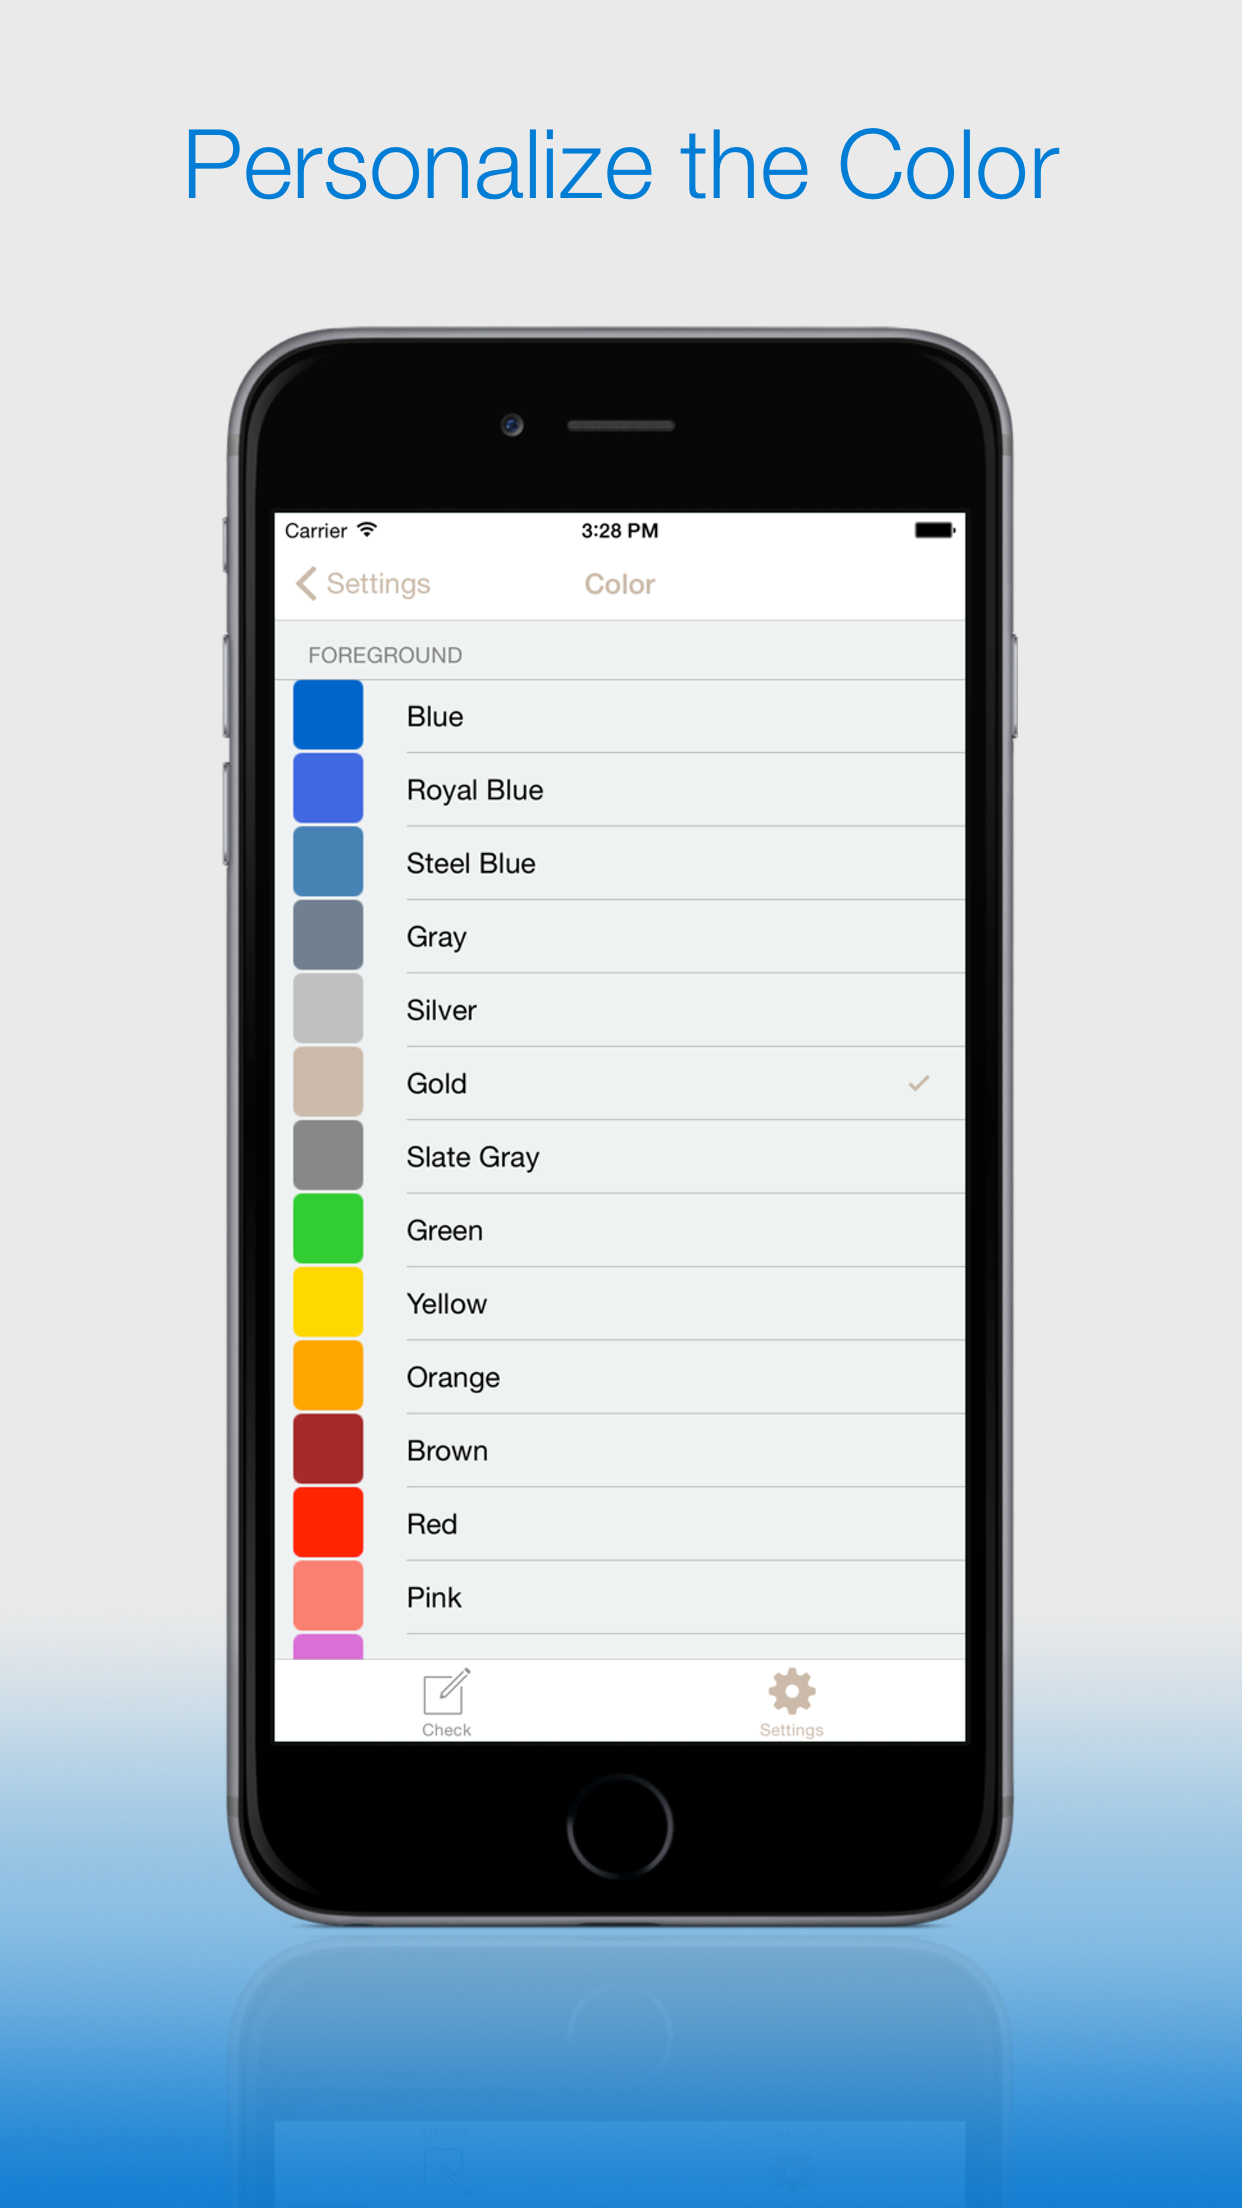 Personalize the Color
Carrier 3:28 PM
Settings Color
FOREGROUND
Blue
Royal Blue
Steel Blue
Gray
Silver
Gold
Slate Gray
Green
Yellow
Orange
Brown
Red
Pink
Check Settings